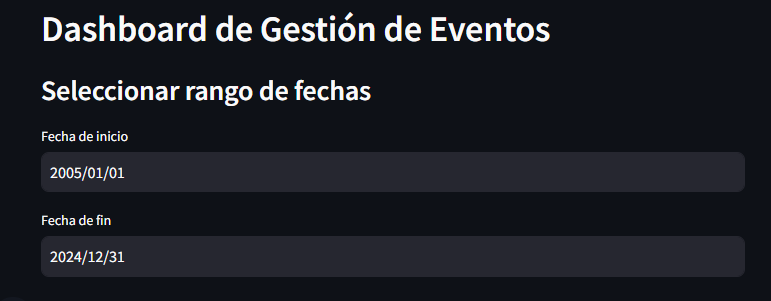 Dashboard de Gestión de Eventos
Seleccionar rango de fechas
Fecha de inicio
2005/01/01
Fecha de fin
2024/12/31